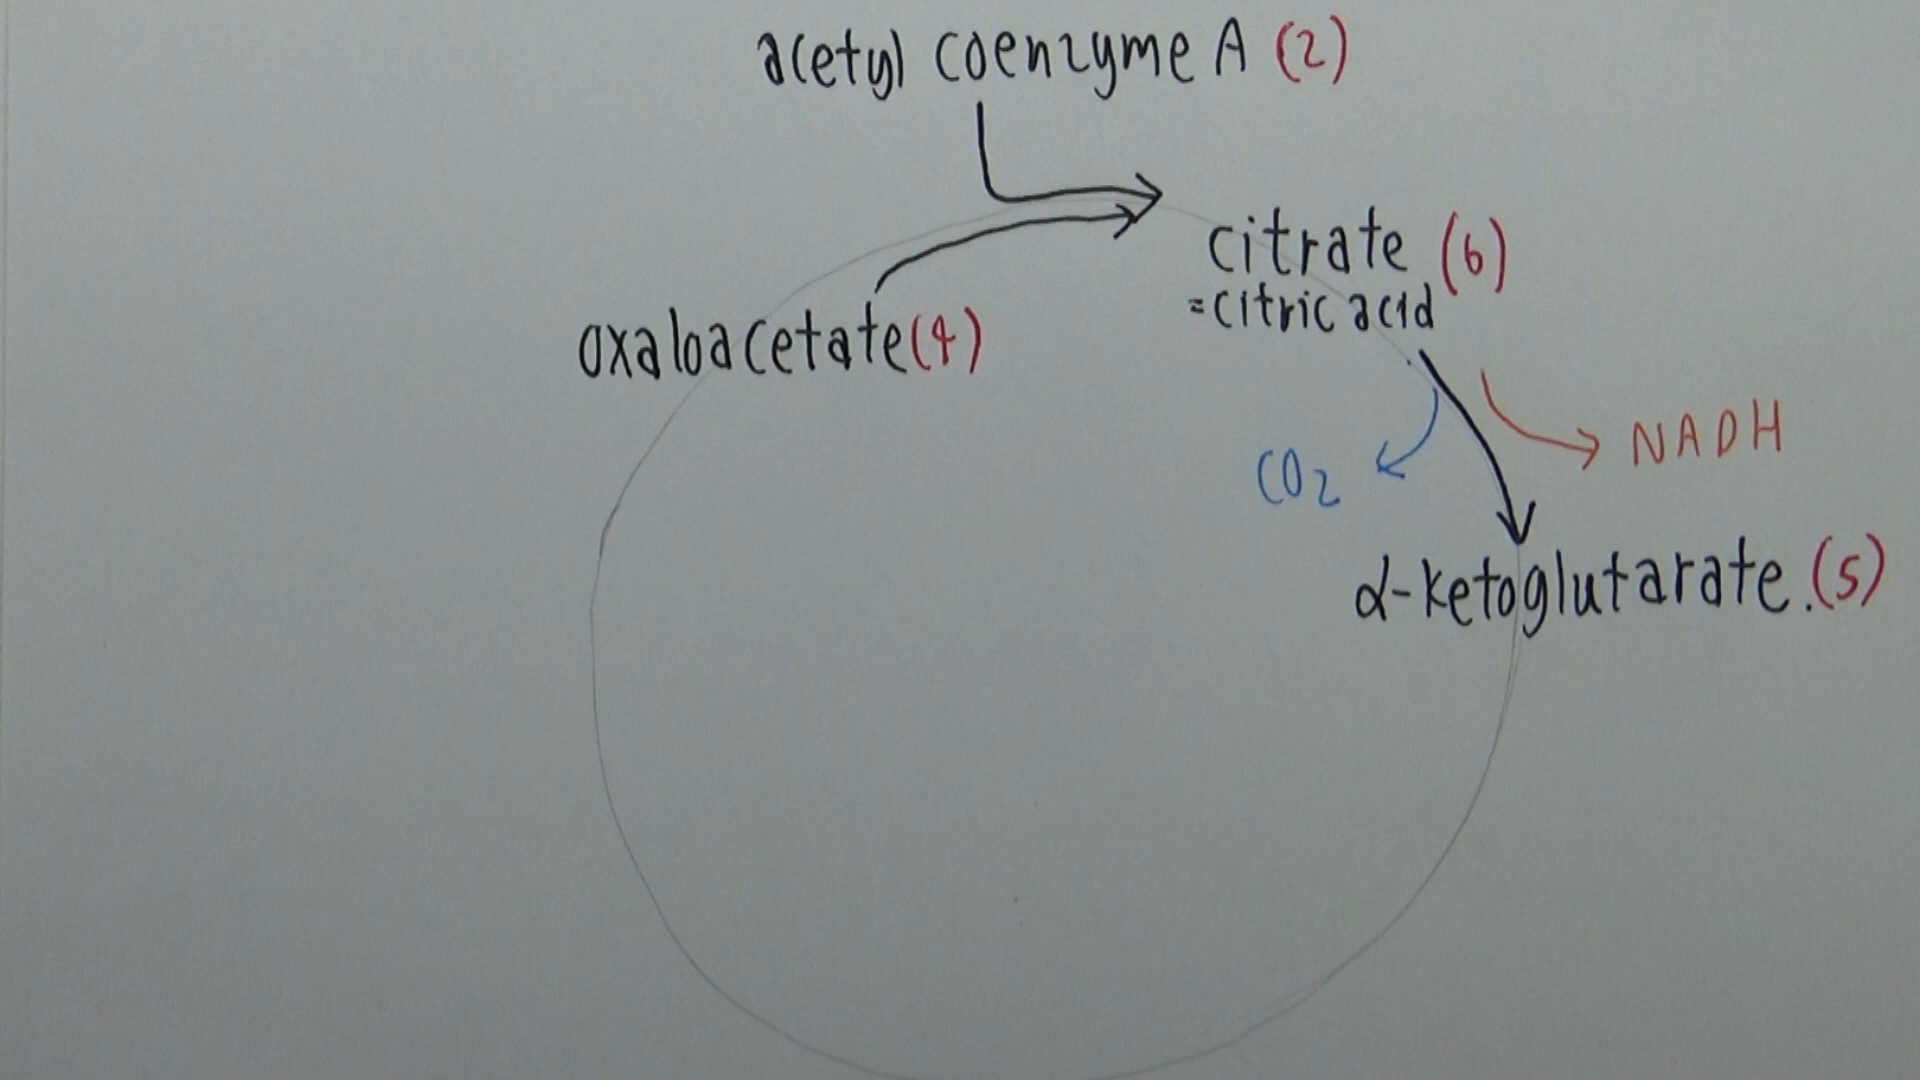 acetyl coenzyme A (2)
citrate (6)
=citric acid
oxaloacetate(4)
NADH
CO2
α-ketoglutarate.(5)